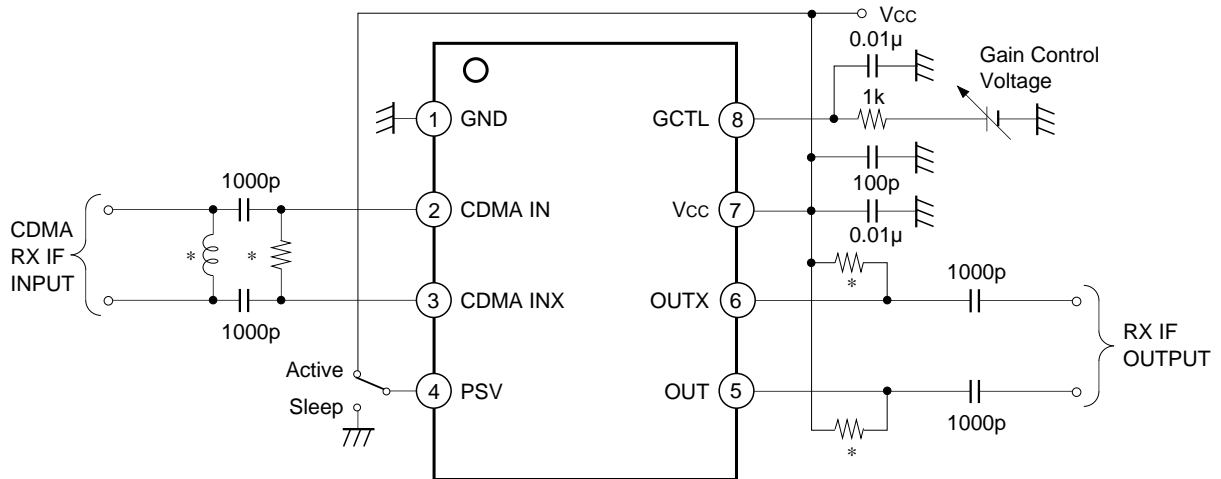 VCC
0.01µ
Gain Control
Voltage
1k
1
GND
GCTL
8
100p
1000p
CDMA
RX IF
INPUT
2
CDMA IN
VCC
7
0.01µ
*
*
*
3
CDMA INX
OUTX
6
1000p
1000p
RX IF
OUTPUT
Active
4
PSV
OUT
5
Sleep
1000p
*